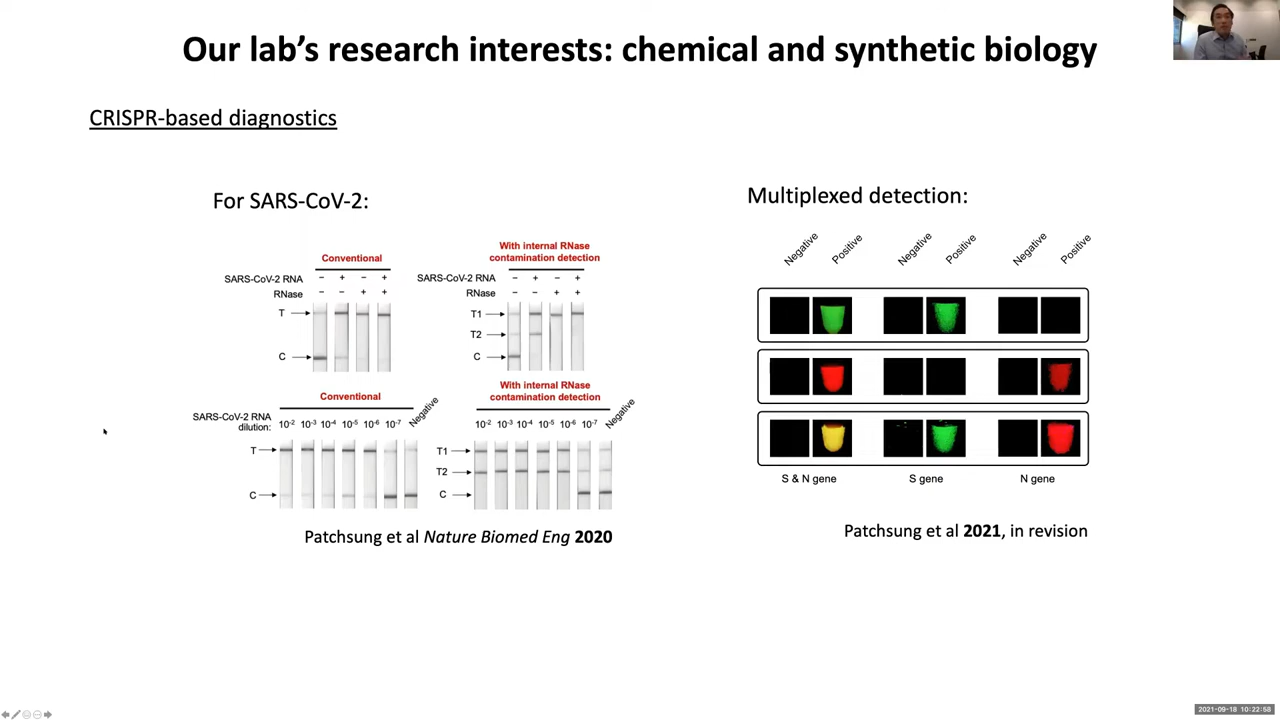 Our lab's research interests: chemical and synthetic biology
CRISPR-based diagnostics
For SARS-CoV-2:
Conventional
SARS-CoV-2 RNA − + − +
RNase − − + +
T
C
With internal RNase
contamination detection
SARS-CoV-2 RNA − + − +
RNase − − + +
T1
T2
C
Conventional
SARS-CoV-2 RNA
dilution: 10-2 10-3 10-4 10-5 10-6 10-7 Negative
T
C
With internal RNase
contamination detection
10-2 10-3 10-4 10-5 10-6 10-7 Negative
T1
T2
C
Patchsung et al Nature Biomed Eng 2020
Multiplexed detection:
Negative Positive Negative Positive Negative Positive
S & N gene S gene N gene
Patchsung et al 2021, in revision
2021-09-18 10:22:58